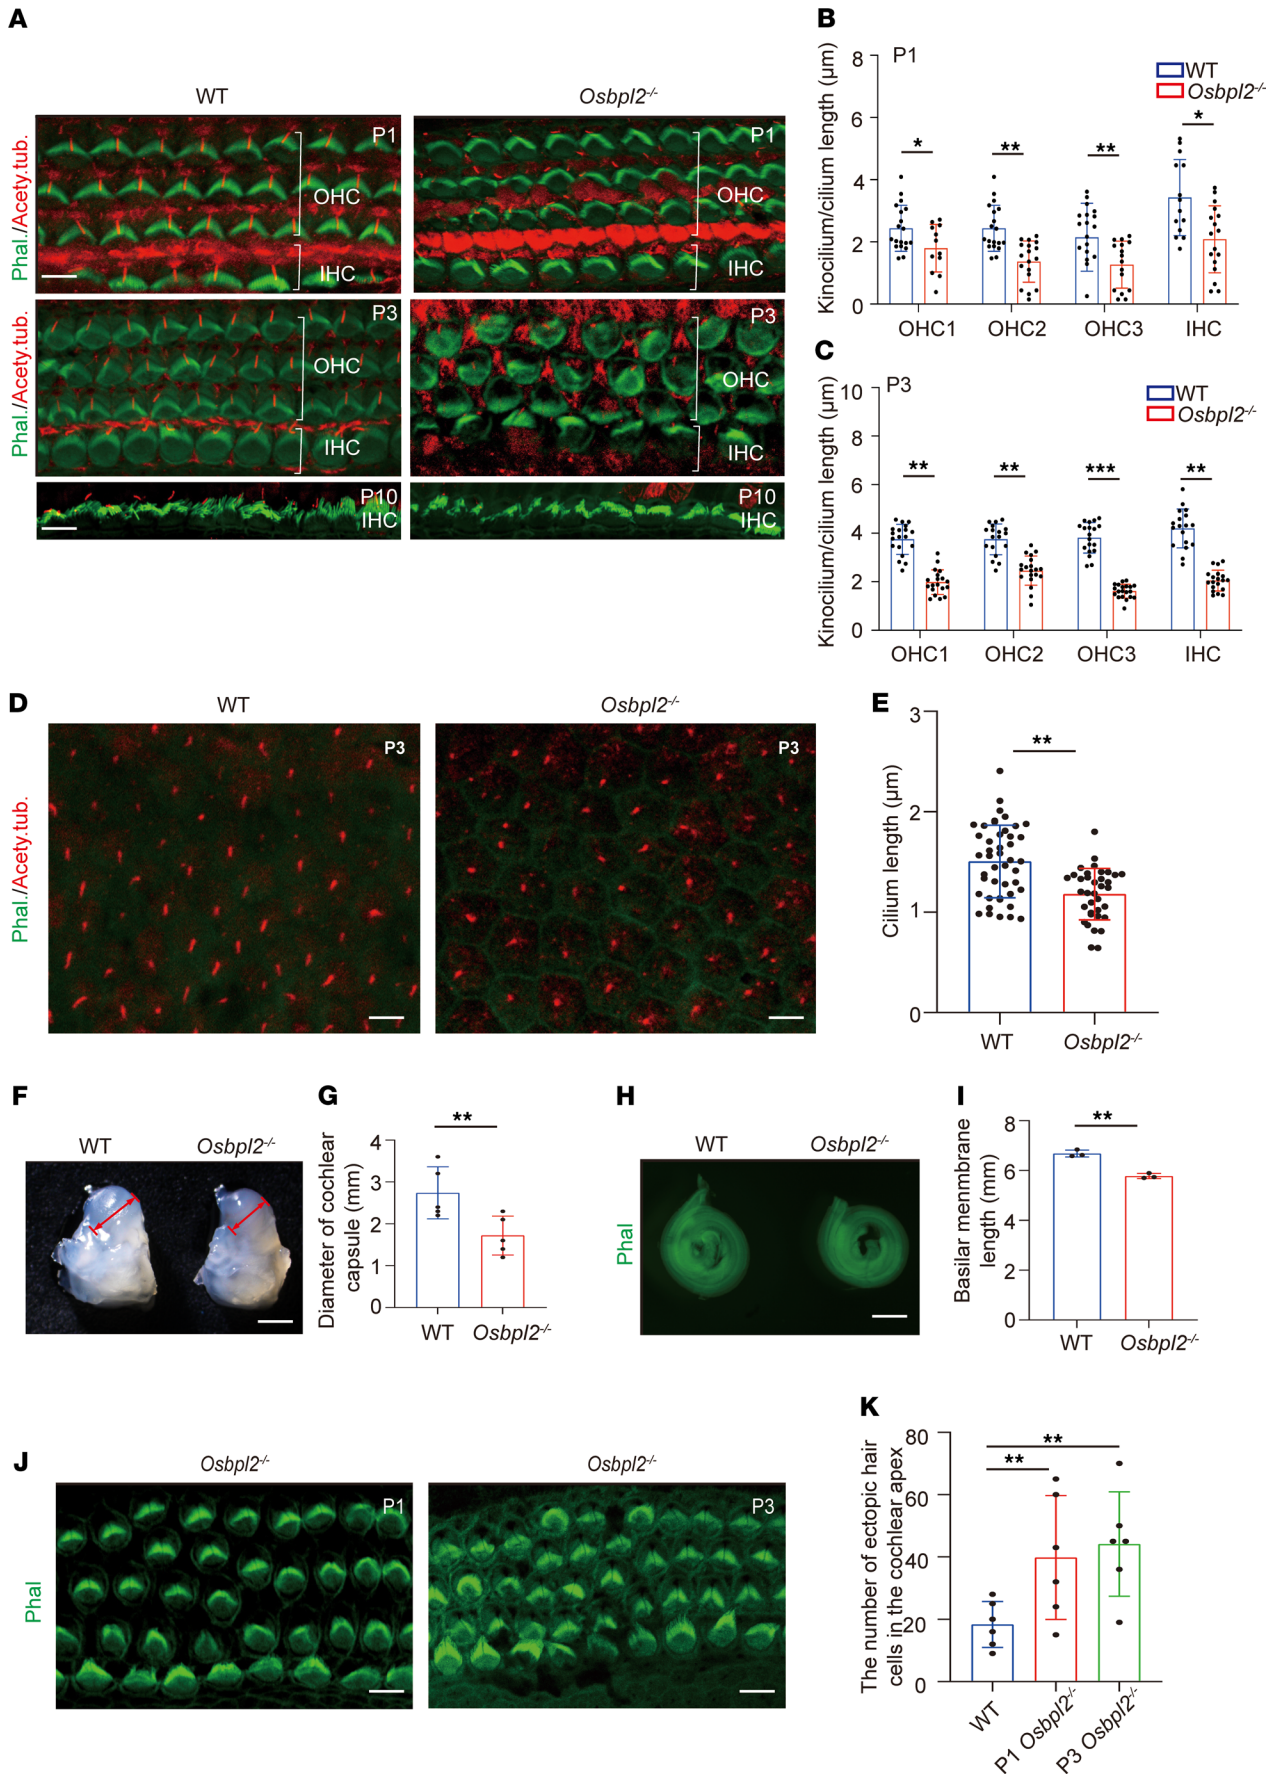 A
WT
Osbpl2-/-
Phal./Acety.tub.
P1
OHC
IHC
P1
OHC
IHC
Phal./Acety.tub.
P3
OHC
IHC
P3
OHC
IHC
P10
IHC
P10
IHC
B
Kinocilium/cilium length (μm)
8
6
4
2
0
P1
WT
Osbpl2-/-
*
**
**
*
OHC1
OHC2
OHC3
IHC
C
Kinocilium/cilium length (μm)
10
8
6
4
2
0
P3
WT
Osbpl2-/-
**
**
***
**
OHC1
OHC2
OHC3
IHC
D
WT
Osbpl2-/-
Phal./Acety.tub.
P3
P3
E
Cilium length (μm)
3
2
1
0
**
WT
Osbpl2-/-
F
WT
Osbpl2-/-
G
Diameter of cochlear
capsule (mm)
4
3
2
1
0
**
WT
Osbpl2-/-
H
WT
Osbpl2-/-
Phal
I
Basilar menmbrane
length (mm)
8
6
4
2
0
**
WT
Osbpl2-/-
J
Osbpl2-/-
Osbpl2-/-
Phal
P1
P3
K
The number of ectopic hair
cells in the cochlear apex
80
60
40
20
0
**
**
WT
P1 Osbpl2-/-
P3 Osbpl2-/-